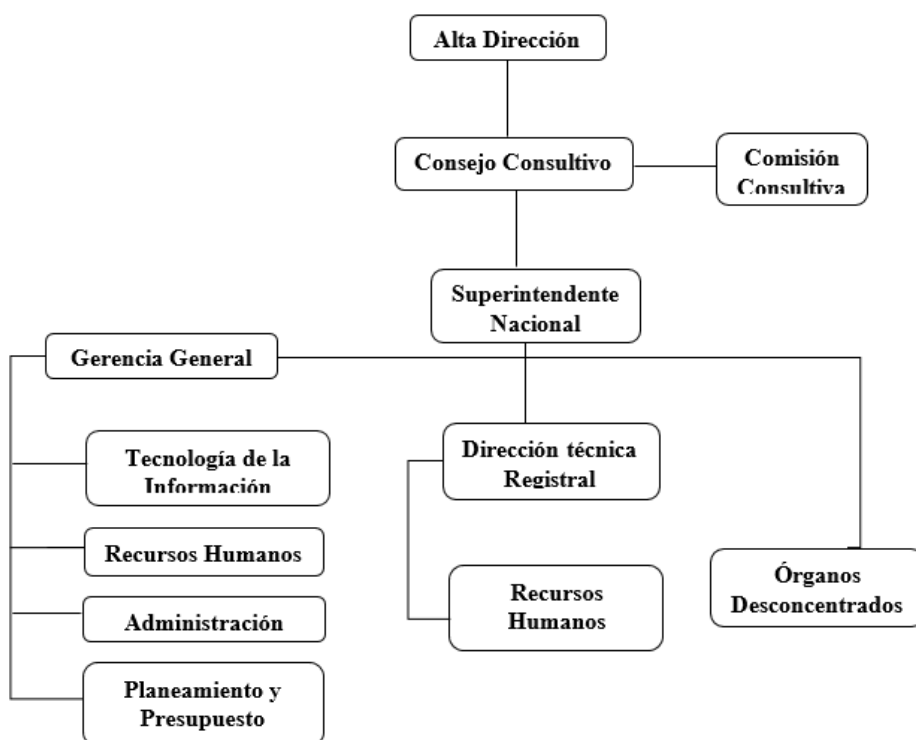 Alta Dirección
Consejo Consultivo
Comisión
Consultiva
Superintendente
Nacional
Gerencia General
Tecnología de la
Información
Recursos Humanos
Administración
Planeamiento y
Presupuesto
Dirección técnica
Registral
Recursos
Humanos
Órganos
Desconcentrados